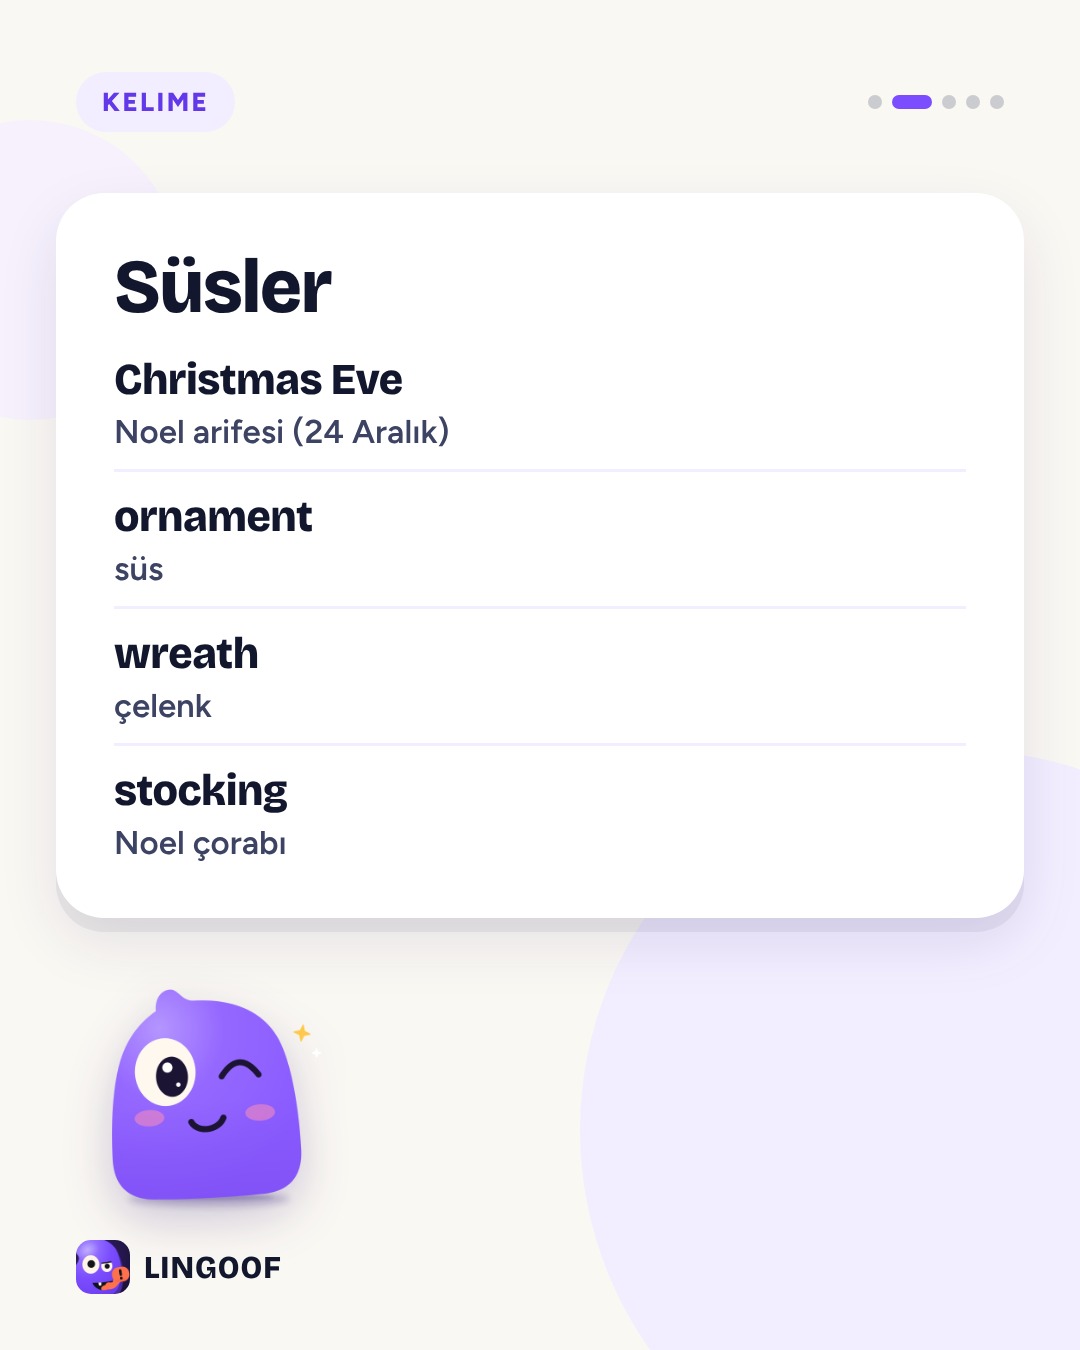 KELIME
Süsler
Christmas Eve
Noel arifesi (24 Aralık)
ornament
süs
wreath
çelenk
stocking
Noel çorabı
LINGOOF